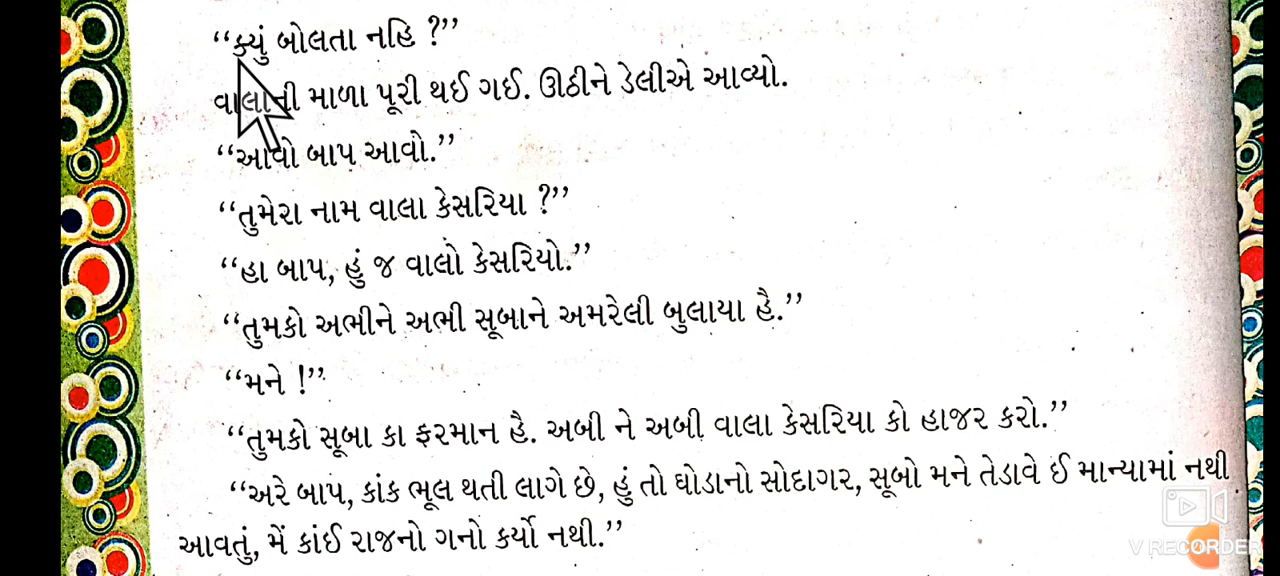 “ક્યું બોલતા નહિ ?”
વાલાની માળા પૂરી થઈ ગઈ. ઊઠીને ડેલીએ આવ્યો.
“આવો બાપ આવો.”
“તુમેરા નામ વાલા કેસરિયા ?”
“હા બાપ, હું જ વાલો કેસરિયો.”
“તુમકો અભીને અભી સૂબાને અમરેલી બુલાયા હૈ.”
“મને !”
“તુમકો સૂબા કા ફરમાન હૈ. અબી ને અબી વાલા કેસરિયા કો હાજર કરો.”
“અરે બાપ, કાંક ભૂલ થતી લાગે છે, હું તો ઘોડાનો સોદાગર, સૂબો મને તેડાવે ઈ માન્યામાં નથી
આવતું, મેં કાંઈ રાજનો ગનો કર્યો નથી.”
V RECORDER